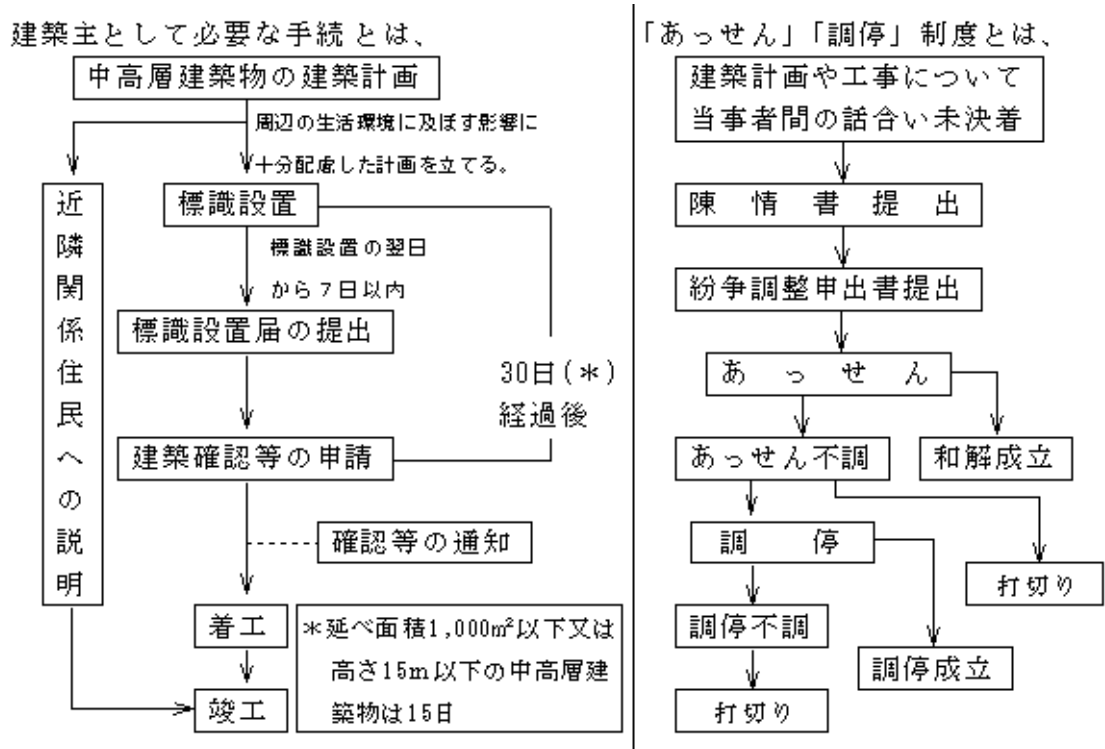 建築主として必要な手続とは、
中高層建築物の建築計画
周辺の生活環境に及ぼす影響に
十分配慮した計画を立てる。
近隣関係住民への説明
標識設置
標識設置の翌日
から7日以内
標識設置届の提出
30日(＊)
経過後
建築確認等の申請
確認等の通知
着工
竣工
＊延べ面積1,000m²以下又は
高さ15m以下の中高層建
築物は15日
「あっせん」「調停」制度とは、
建築計画や工事について
当事者間の話合い未決着
陳情書提出
紛争調整申出書提出
あっせん
あっせん不調
和解成立
調停
打切り
調停不調
調停成立
打切り